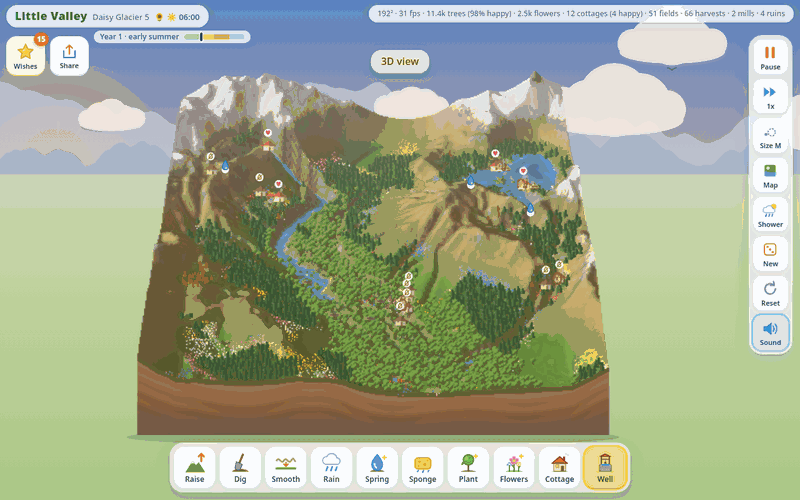 Little Valley Daisy Glacier 5 06:00
192² · 31 fps · 11.4k trees (98% happy) · 2.5k flowers · 12 cottages (4 happy) · 51 fields · 66 harvests · 2 mills · 4 ruins
Year 1 · early summer
15
Wishes
Share
3D view
Pause
1x
Size M
Map
Shower
New
Reset
Sound
Raise
Dig
Smooth
Rain
Spring
Sponge
Plant
Flowers
Cottage
Well